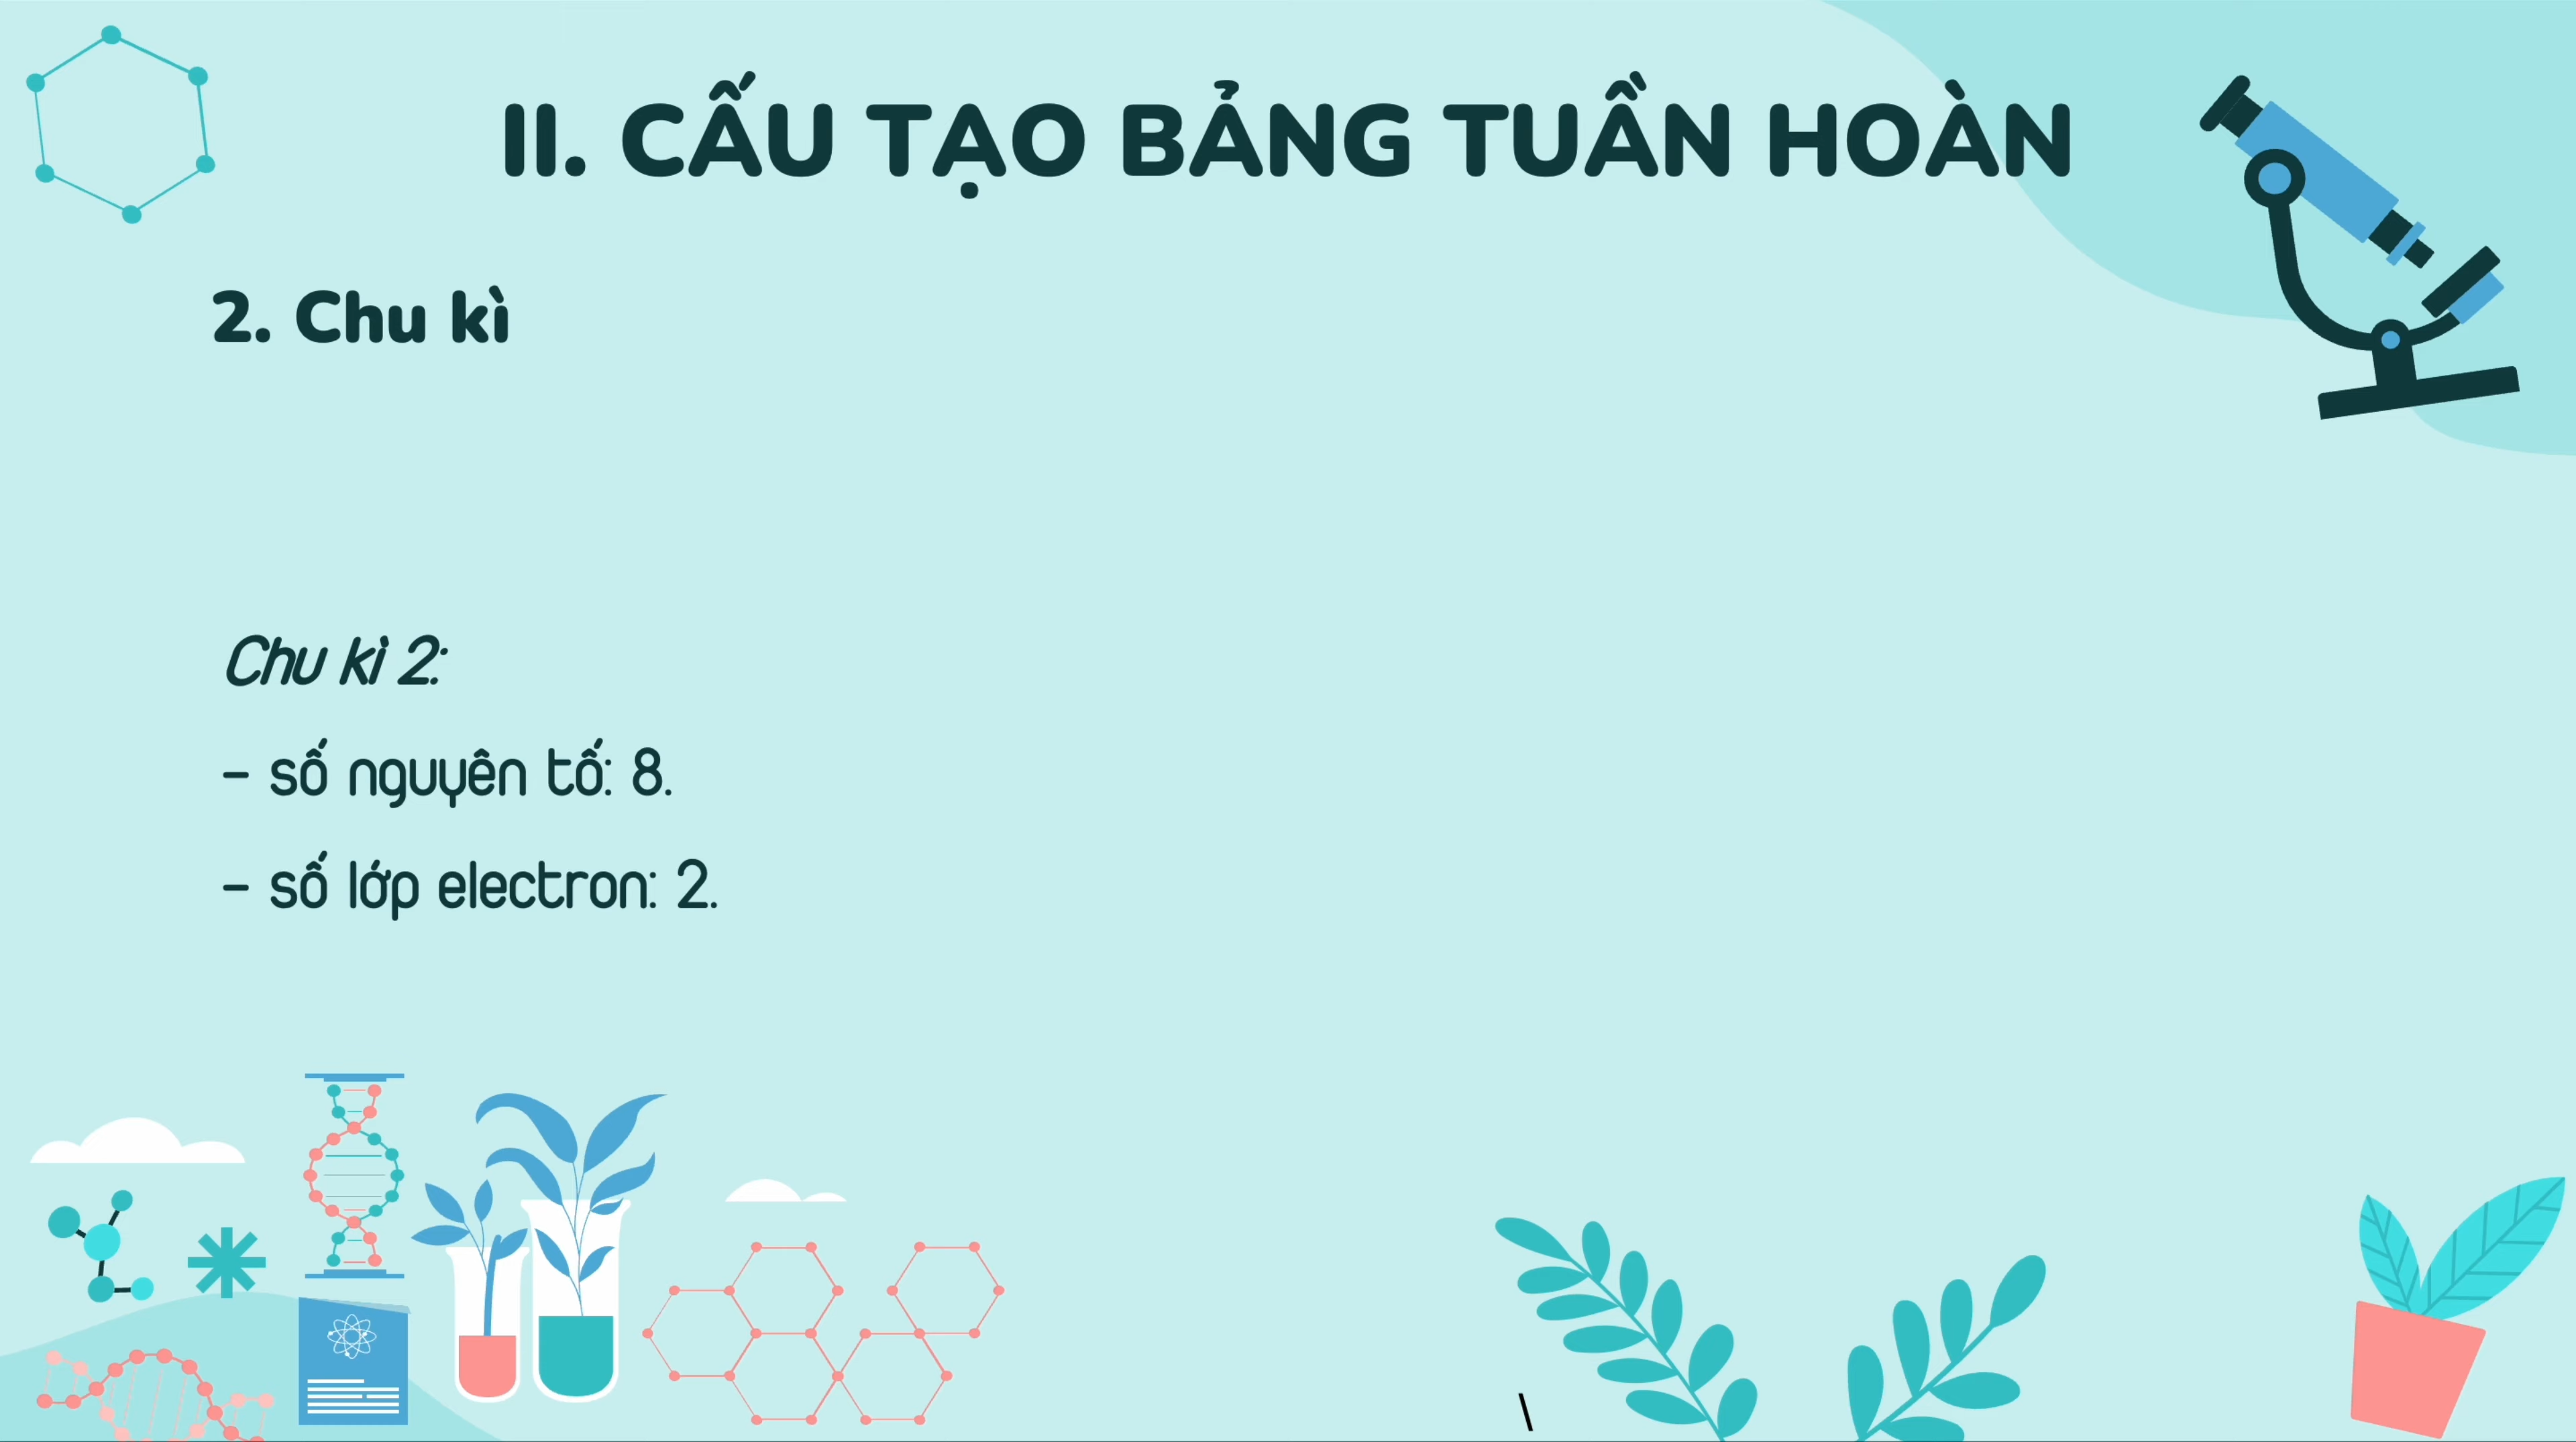 II. CẤU TẠO BẢNG TUẦN HOÀN
2. Chu kì
Chu kì 2:
- số nguyên tố: 8.
- số lớp electron: 2.
\